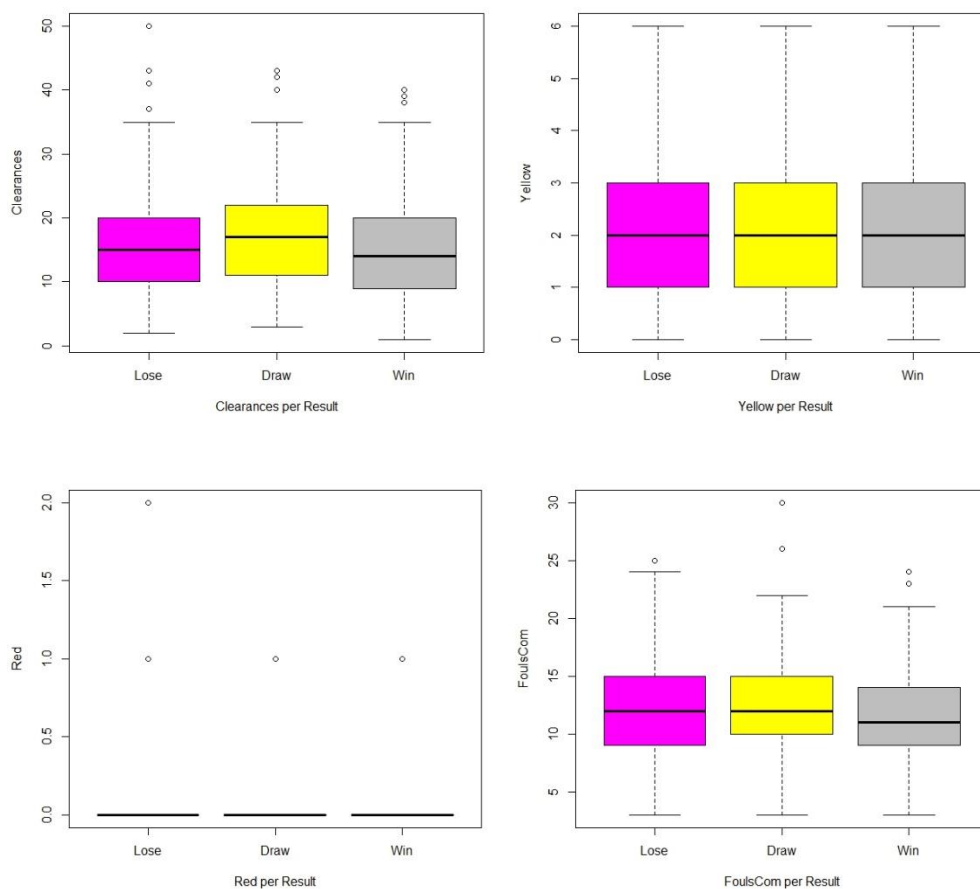 50
40
30
20
10
0
Clearances
Lose Draw Win
Clearances per Result
6
5
4
3
2
1
0
Yellow
Lose Draw Win
Yellow per Result
2.0
1.5
1.0
0.5
0.0
Red
Lose Draw Win
Red per Result
30
25
20
15
10
5
FoulsCom
Lose Draw Win
FoulsCom per Result